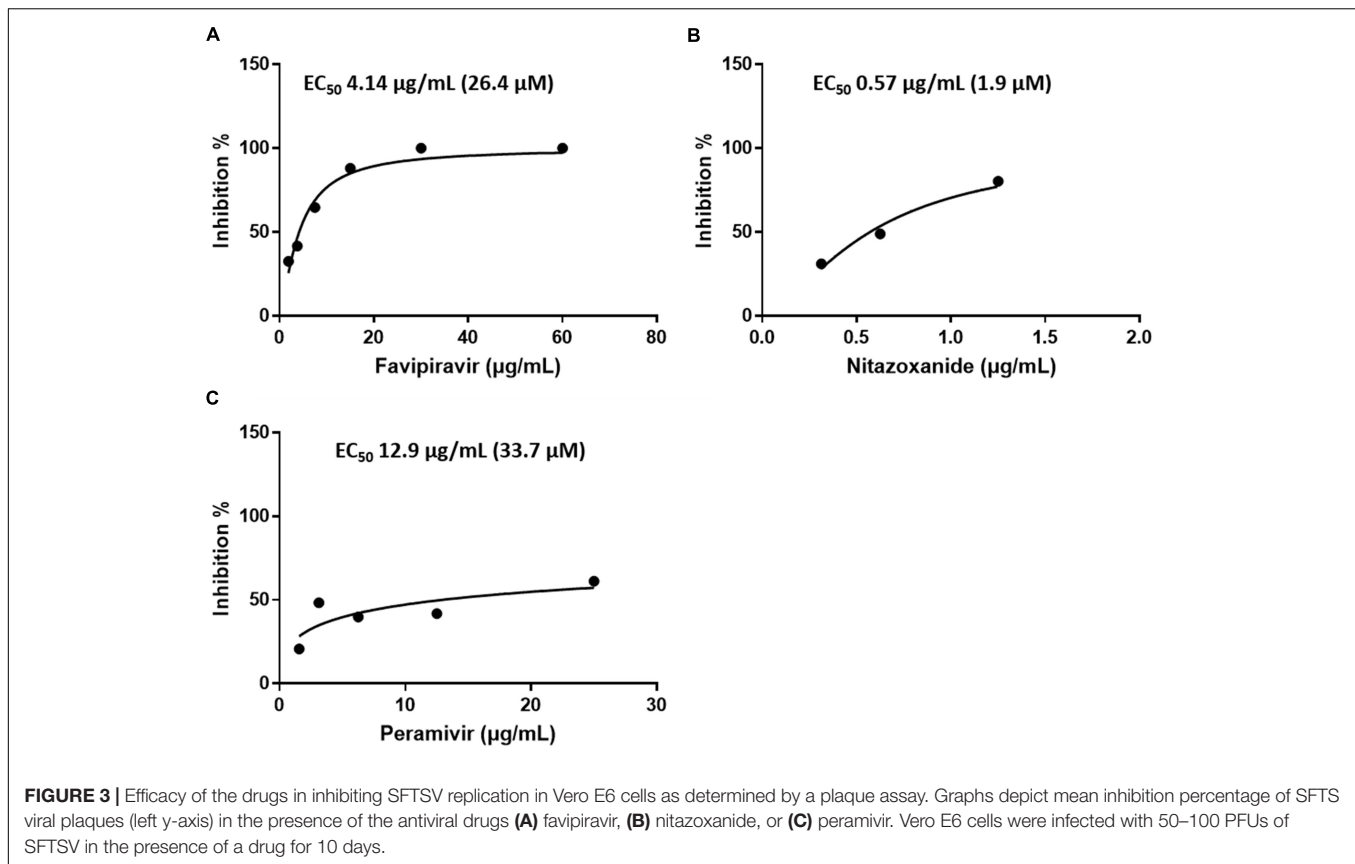 A
150
100
50
0
Inhibition %
EC50 4.14 µg/mL (26.4 µM)
0 20 40 60 80
Favipiravir (µg/mL)
B
150
100
50
0
Inhibition %
EC50 0.57 µg/mL (1.9 µM)
0.0 0.5 1.0 1.5 2.0
Nitazoxanide (µg/mL)
C
150
100
50
0
Inhibition %
EC50 12.9 µg/mL (33.7 µM)
0 10 20 30
Peramivir (µg/mL)
FIGURE 3 | Efficacy of the drugs in inhibiting SFTSV replication in Vero E6 cells as determined by a plaque assay. Graphs depict mean inhibition percentage of SFTS
viral plaques (left y-axis) in the presence of the antiviral drugs (A) favipiravir, (B) nitazoxanide, or (C) peramivir. Vero E6 cells were infected with 50–100 PFUs of
SFTSV in the presence of a drug for 10 days.